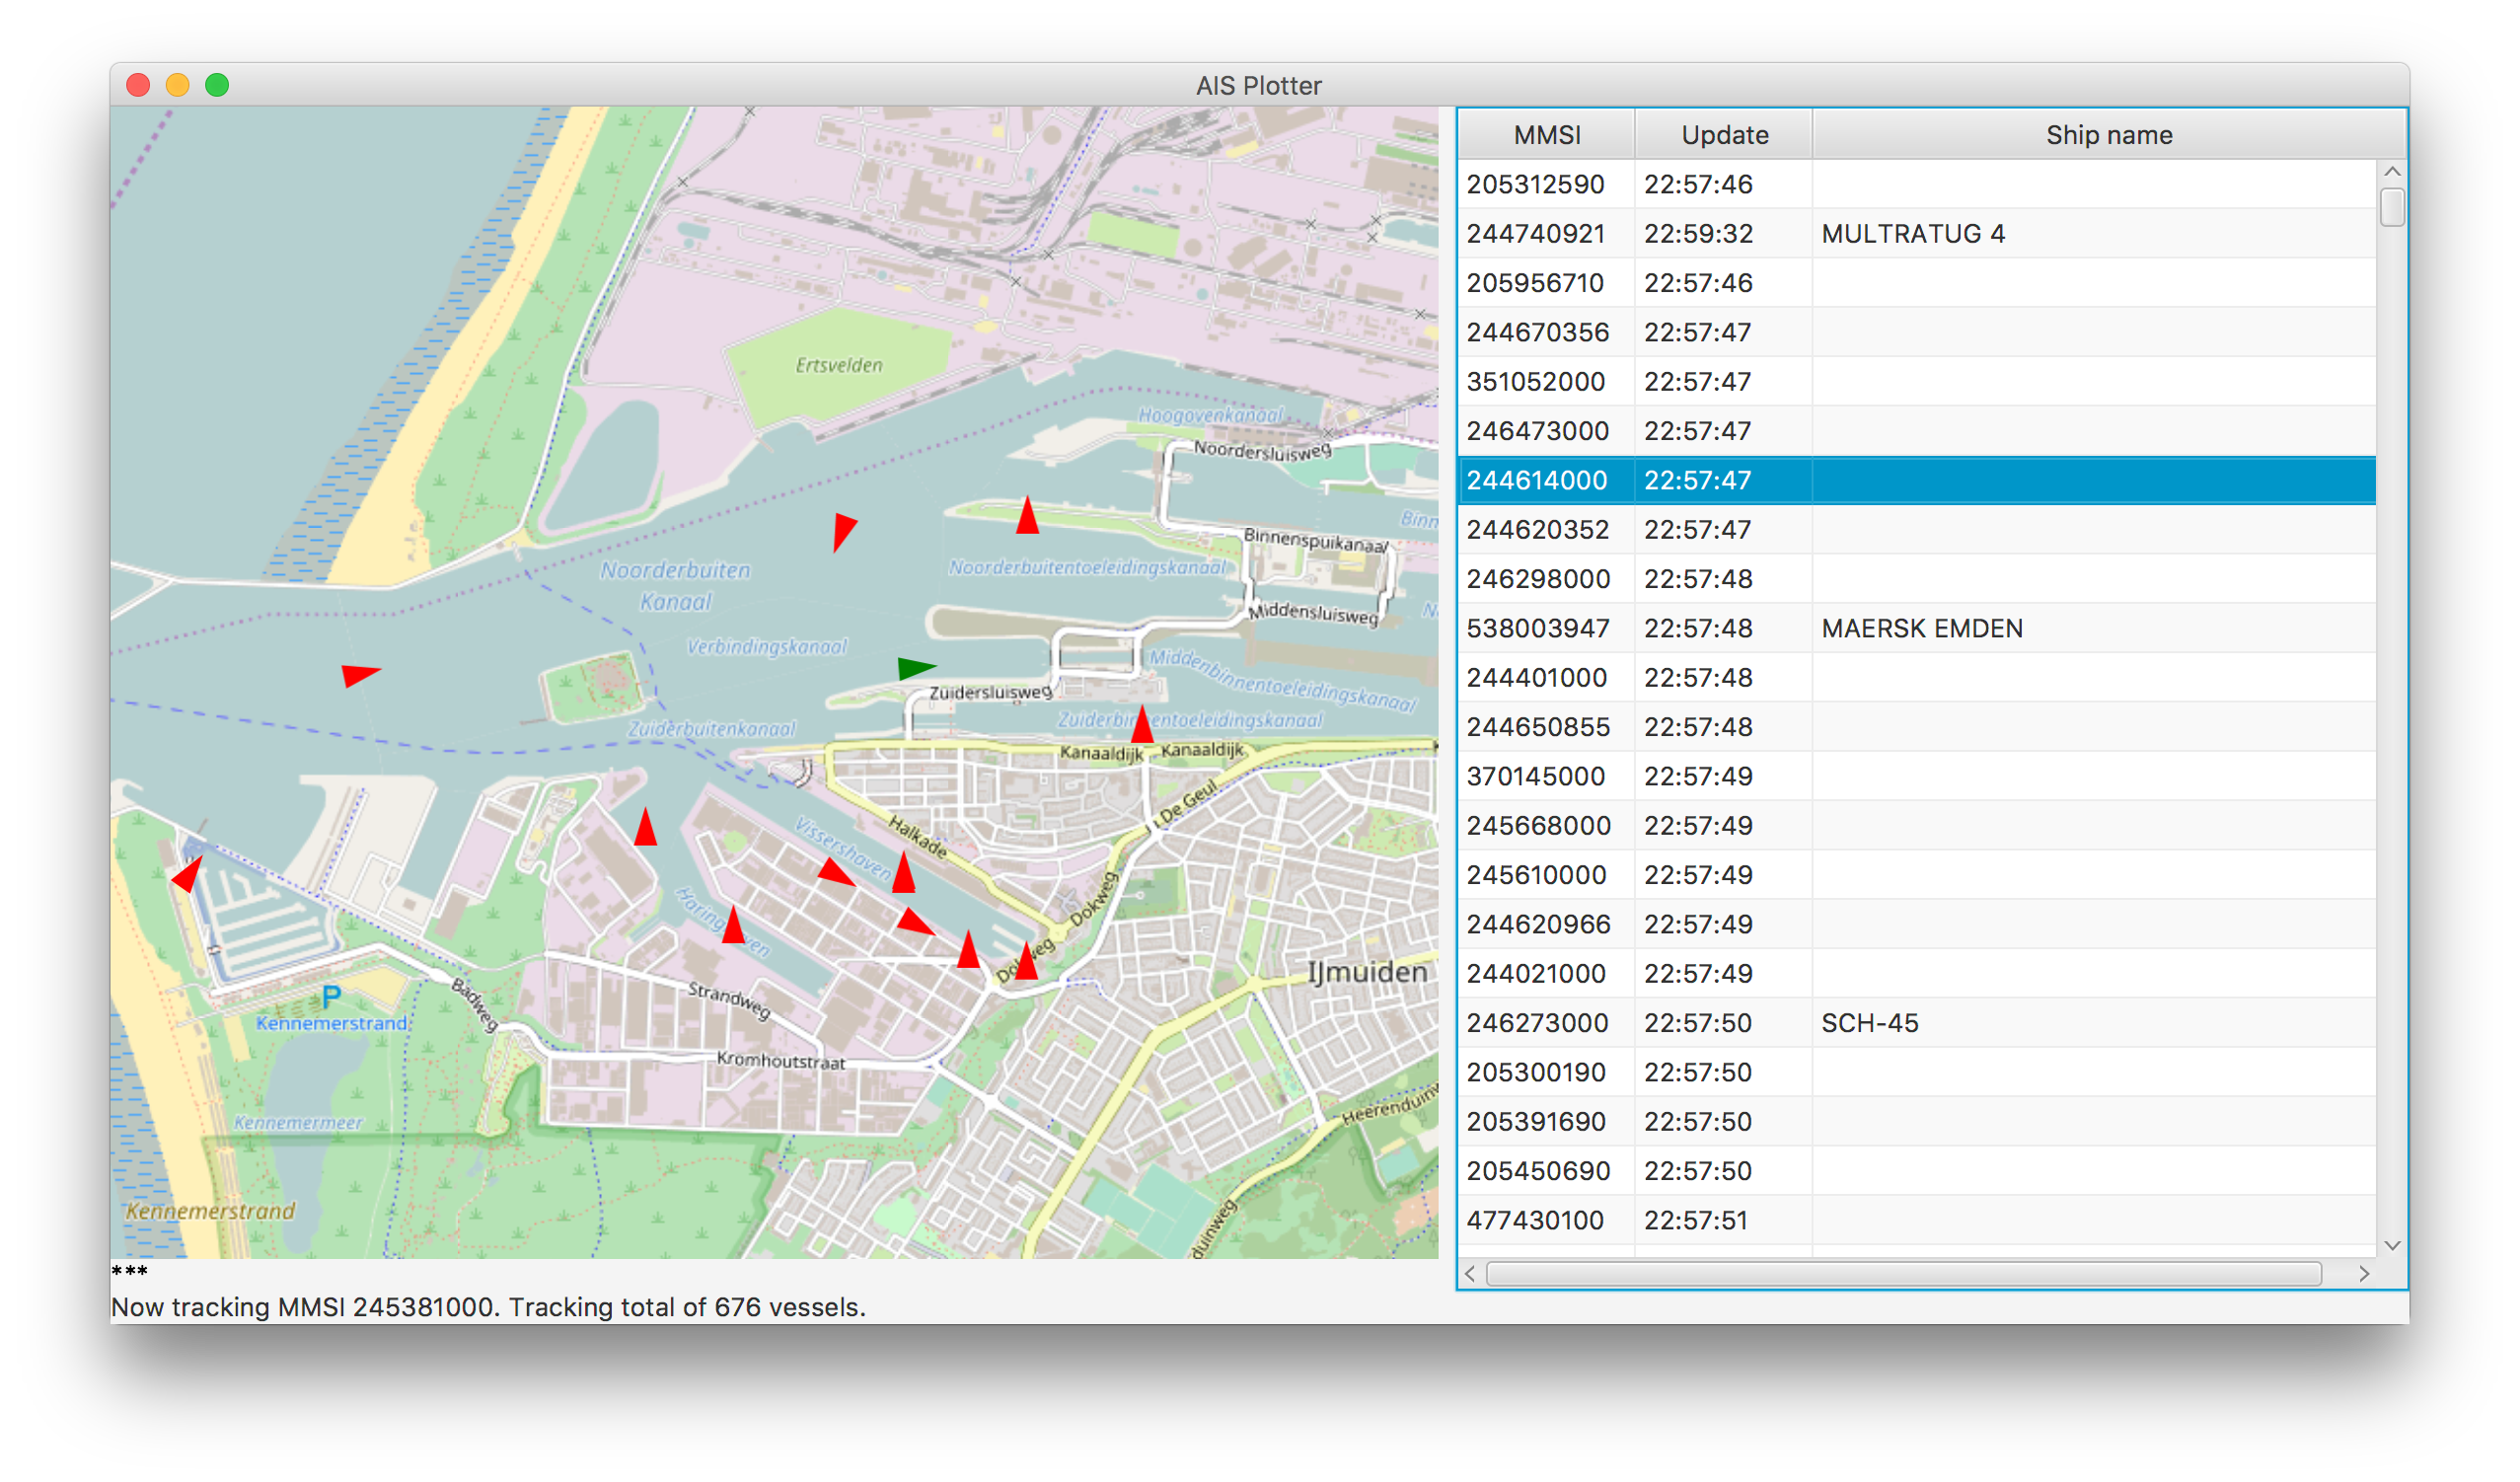 AIS Plotter
MMSI Update Ship name
205312590 22:57:46
244740921 22:59:32 MULTRATUG 4
205956710 22:57:46
244670356 22:57:47
351052000 22:57:47
246473000 22:57:47
244614000 22:57:47
244620352 22:57:47
246298000 22:57:48
538003947 22:57:48 MAERSK EMDEN
244401000 22:57:48
244650855 22:57:48
370145000 22:57:49
245668000 22:57:49
245610000 22:57:49
244620966 22:57:49
244021000 22:57:49
246273000 22:57:50 SCH-45
205300190 22:57:50
205391690 22:57:50
205450690 22:57:50
477430100 22:57:51
Ertsvelden
Hoogovenkanaal
Noordersluisweg
Binnenspuikanaal
Noorderbuiten
Kanaal
Noorderbuitentoeleidingskanaal
Middensluisweg
Verbindingskanaal
Middenbinnentoeleidingskanaal
Zuidersluisweg
Zuiderbuitenkanaal
Zuiderbinnentoeleidingskanaal
Kanaaldijk
Kanaaldijk
De Geul
Halkade
Vissershaven
Dokweg
Dokweg
IJmuiden
P
Kennemerstrand
Badweg
Strandweg
Kromhoutstraat
Kennemermeer
Kennemerstrand
***
Now tracking MMSI 245381000. Tracking total of 676 vessels.